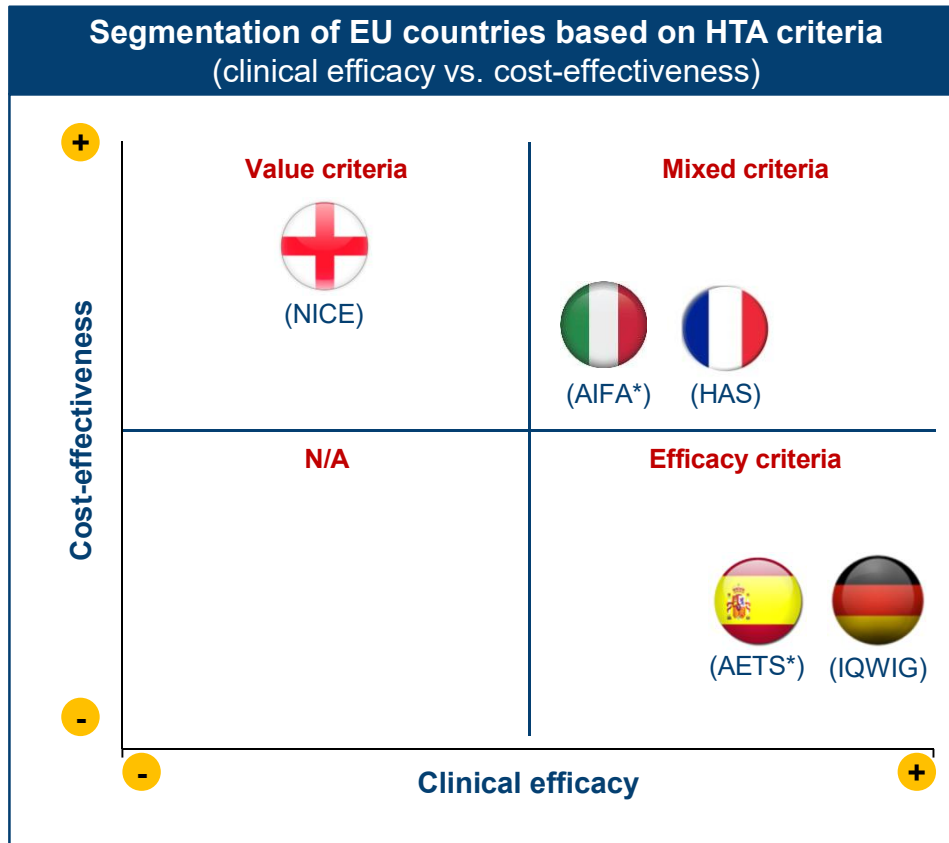 Segmentation of EU countries based on HTA criteria
(clinical efficacy vs. cost-effectiveness)
+
Value criteria
Mixed criteria
(NICE)
(AIFA*)
(HAS)
Cost-effectiveness
N/A
Efficacy criteria
(AETS*)
(IQWIG)
-
-
Clinical efficacy
+